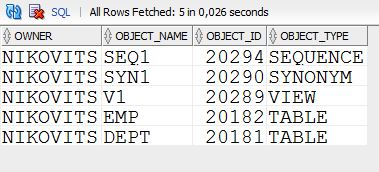 SQL | All Rows Fetched: 5 in 0,026 seconds
OWNER OBJECT_NAME OBJECT_ID OBJECT_TYPE
NIKOVITS SEQ1 20294 SEQUENCE
NIKOVITS SYN1 20290 SYNONYM
NIKOVITS V1 20289 VIEW
NIKOVITS EMP 20182 TABLE
NIKOVITS DEPT 20181 TABLE